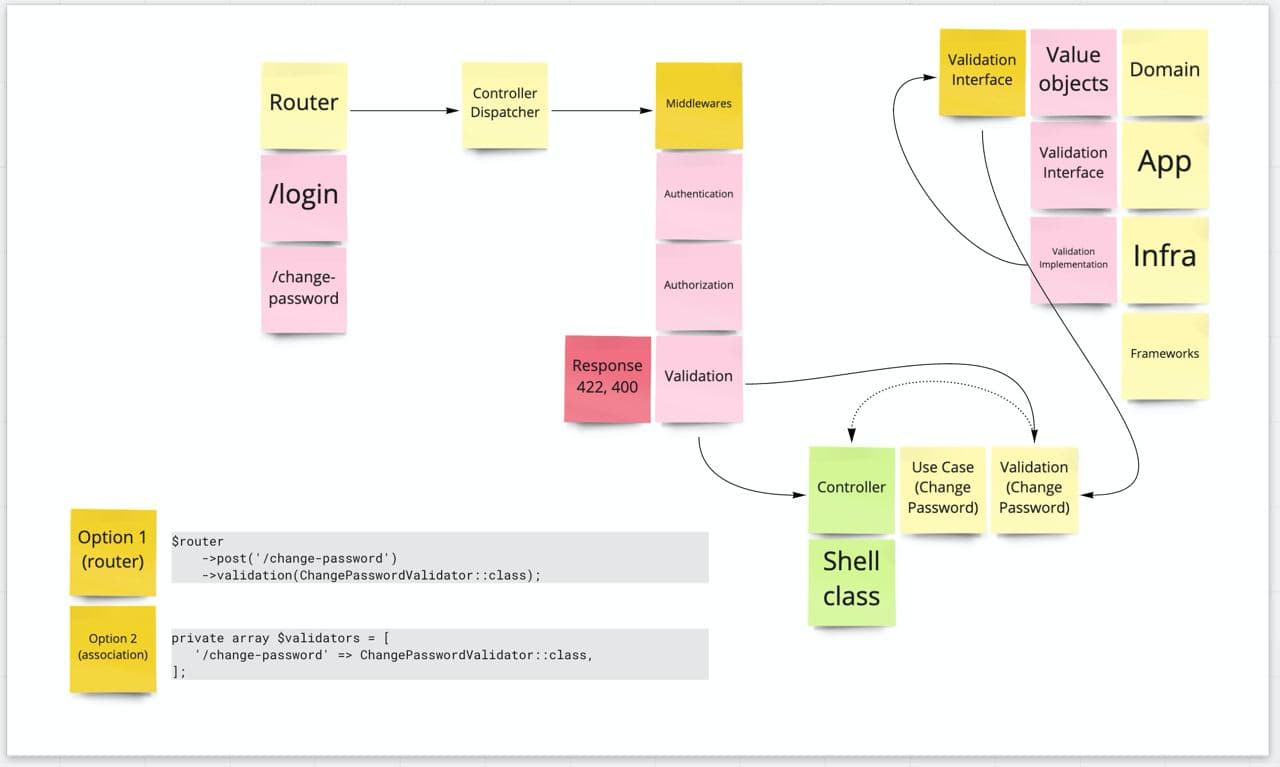 Router
/login
/change-
password
Controller
Dispatcher
Middlewares
Authentication
Authorization
Validation
Response
422, 400
Validation
Interface
Value
objects
Domain
Validation
Interface
App
Validation
Implementation
Infra
Frameworks
Controller
Use Case
(Change
Password)
Validation
(Change
Password)
Shell
class
Option 1
(router)
$router
    ->post('/change-password')
    ->validation(ChangePasswordValidator::class);
Option 2
(association)
private array $validators = [
   '/change-password' => ChangePasswordValidator::class,
];